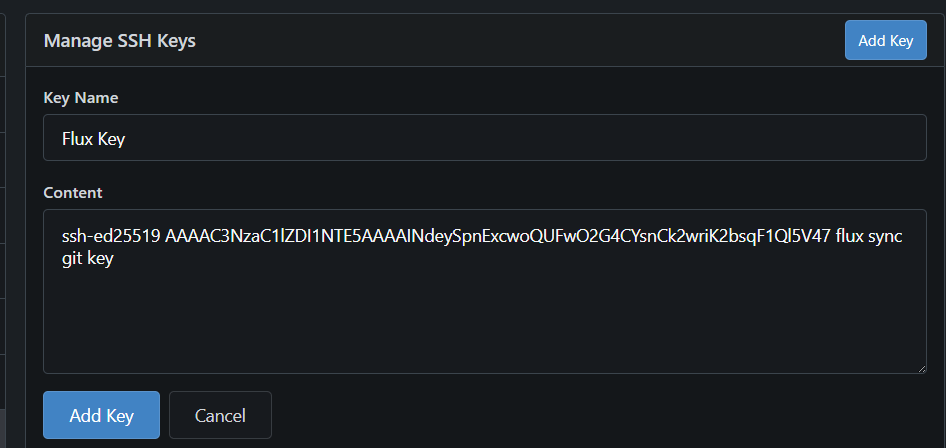 Manage SSH Keys
Add Key
Key Name
Flux Key
Content
ssh-ed25519 AAAAC3NzaC1lZDI1NTE5AAAAINdeySpnExcwoQUFwO2G4CYsnCk2wriK2bsqF1Ql5V47 flux sync
git key
Add Key
Cancel